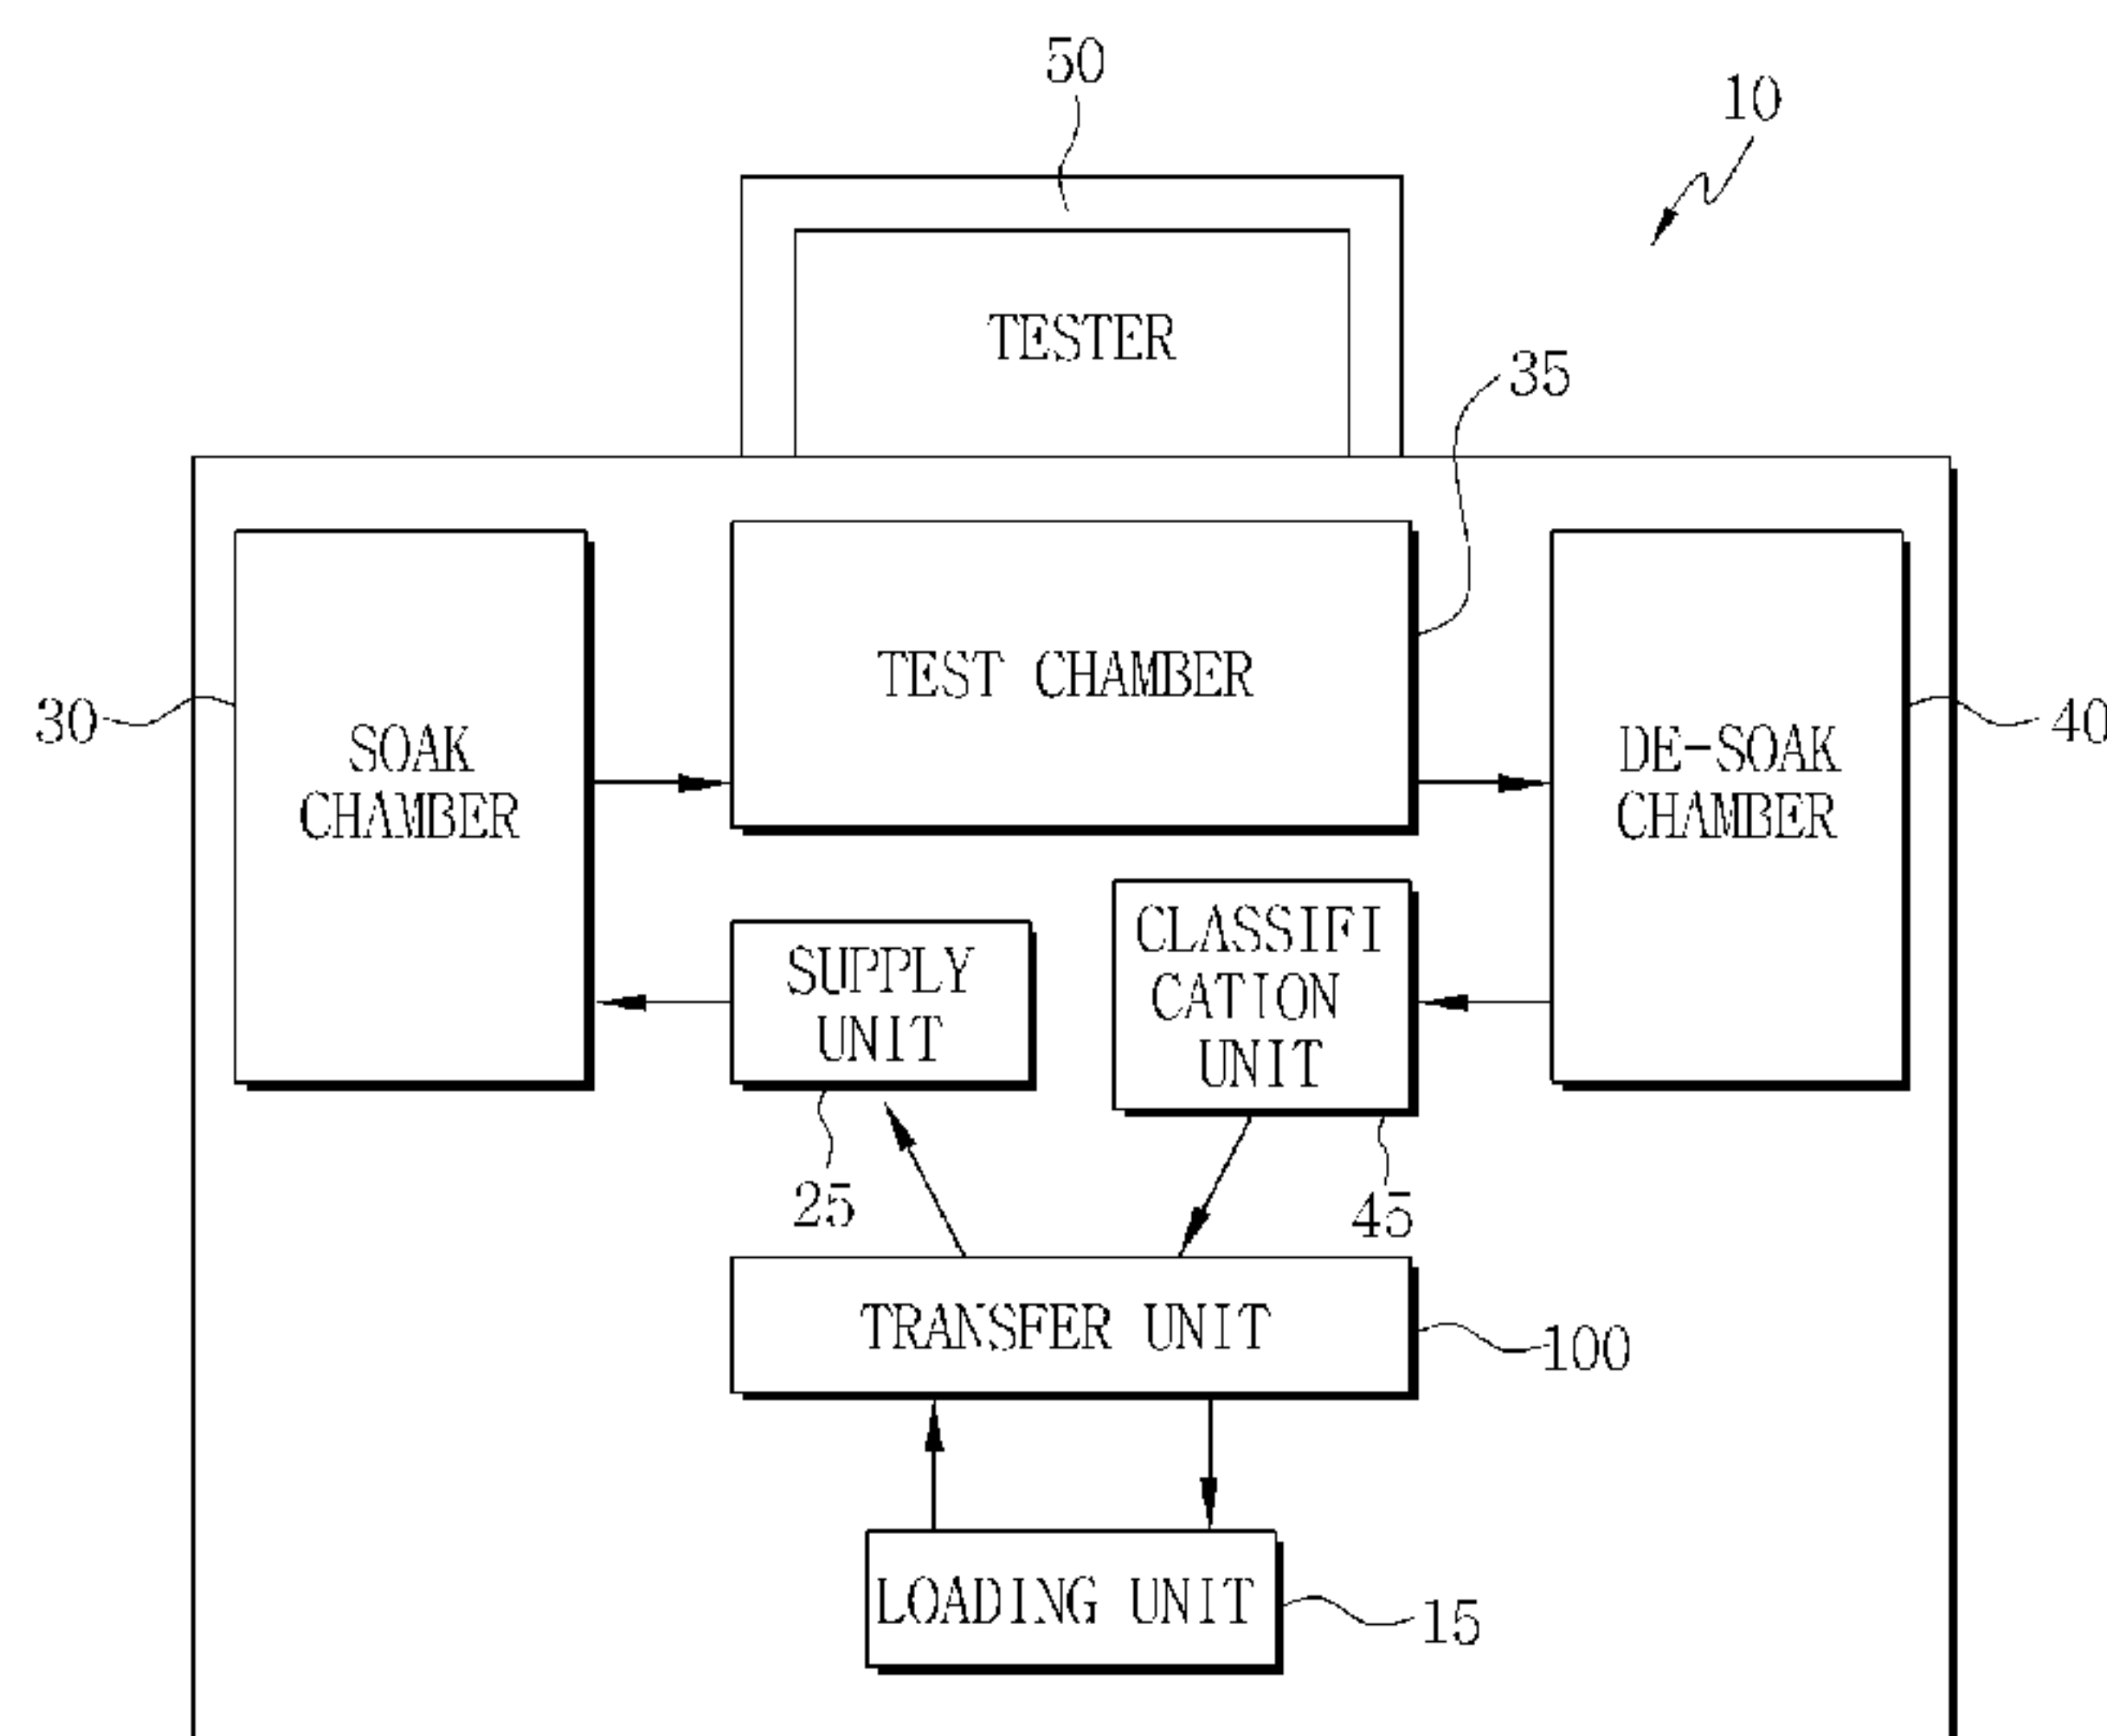 50
10
TESTER
35
TEST CHAMBER
30
SOAK
CHAMBER
DE-SOAK
CHAMBER
40
SUPPLY
UNIT
CLASSIFI
CATION
UNIT
25
45
TRANSFER UNIT
100
LOADING UNIT
15